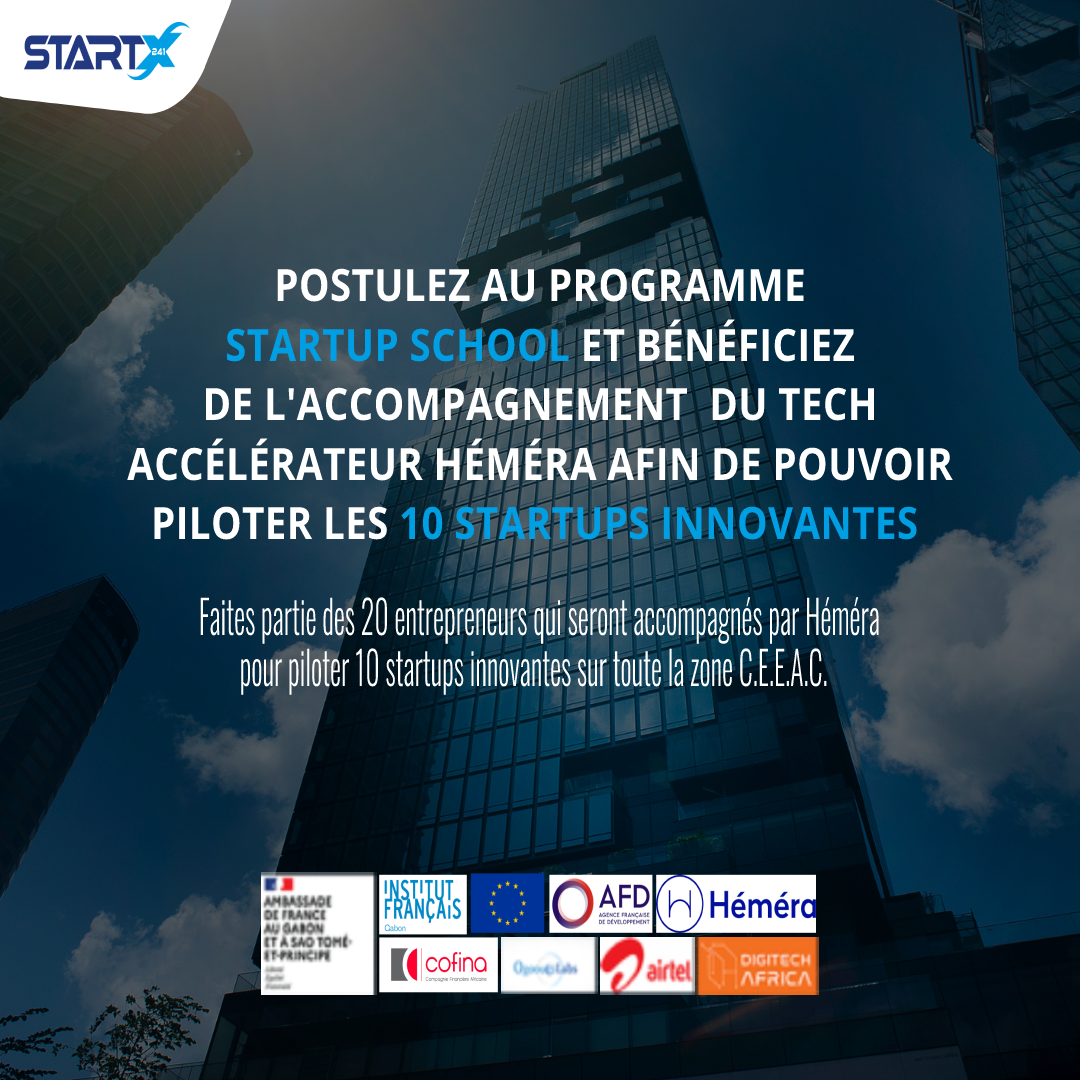 STARTX
241
POSTULEZ AU PROGRAMME
STARTUP SCHOOL ET BÉNÉFICIEZ
DE L'ACCOMPAGNEMENT DU TECH
ACCÉLÉRATEUR HÉMÉRA AFIN DE POUVOIR
PILOTER LES 10 STARTUPS INNOVANTES
Faites partie des 20 entrepreneurs qui seront accompagnés par Héméra
pour piloter 10 startups innovantes sur toute la zone C.E.E.A.C.
AMBASSADE
DE FRANCE
AU GABON
ET À SAO TOMÉ-
ET-PRINCIPE
Liberté
Égalité
Fraternité
INSTITUT
FRANÇAIS
Gabon
AFD
AGENCE FRANÇAISE
DE DÉVELOPPEMENT
Héméra
cofina
Compagnie Financière Africaine
airtel
DIGITECH
AFRICA